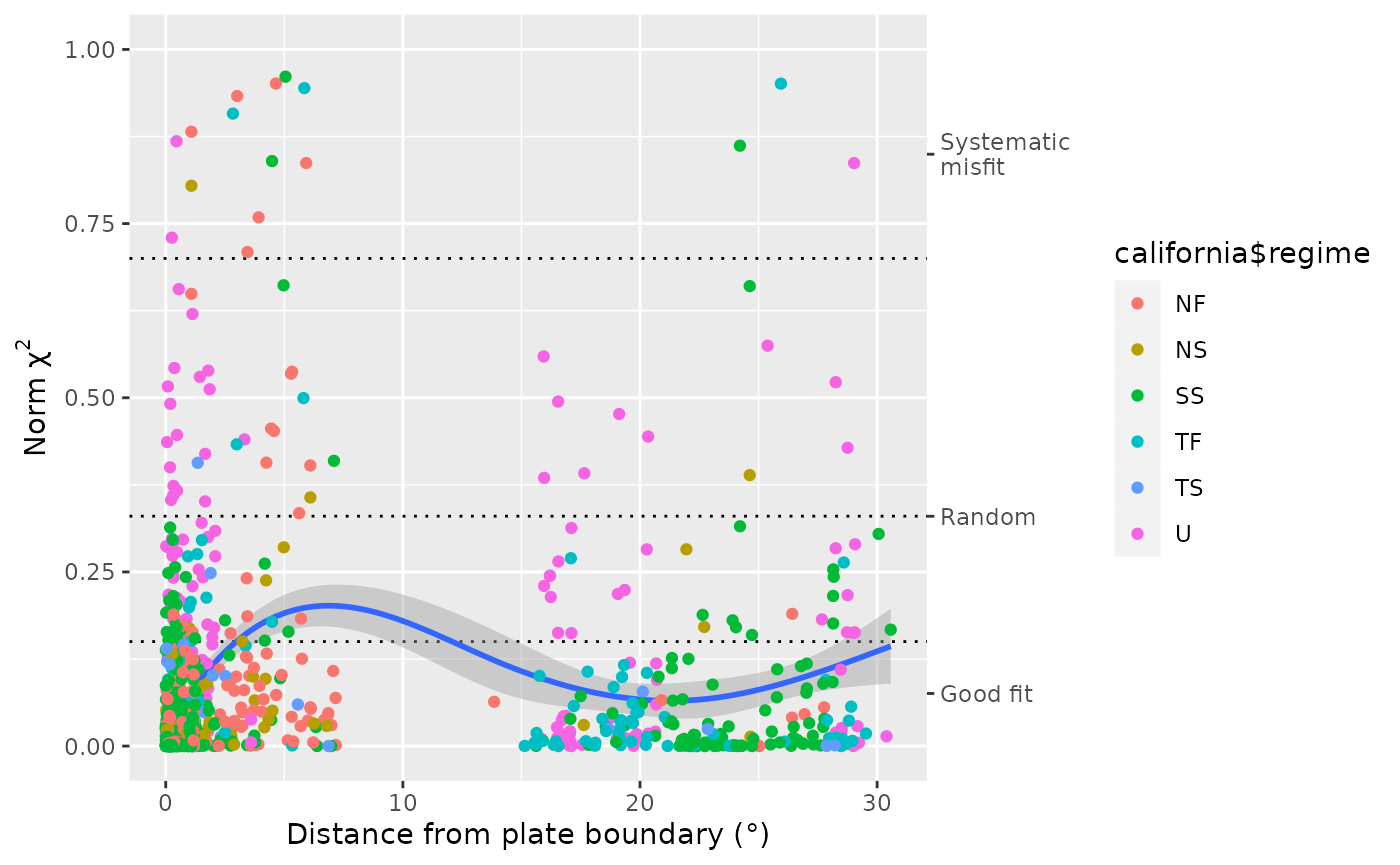 1.00
0.75
0.50
0.25
0.00
Norm χ²
0
10
20
30
Distance from plate boundary (°)
Systematic
misfit
Random
Good fit
california$regime
NF
NS
SS
TF
TS
U